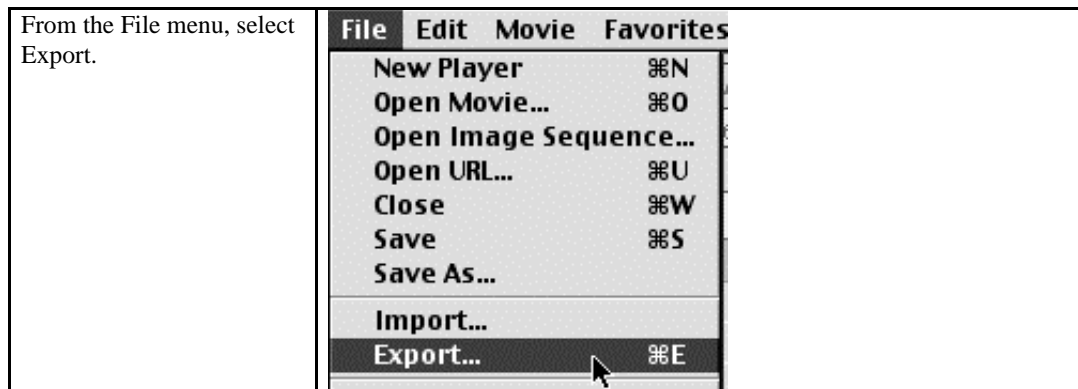 From the File menu, select
Export.
File Edit Movie Favorites
New Player ⌘N
Open Movie... ⌘O
Open Image Sequence...
Open URL... ⌘U
Close ⌘W
Save ⌘S
Save As...
Import...
Export... ⌘E